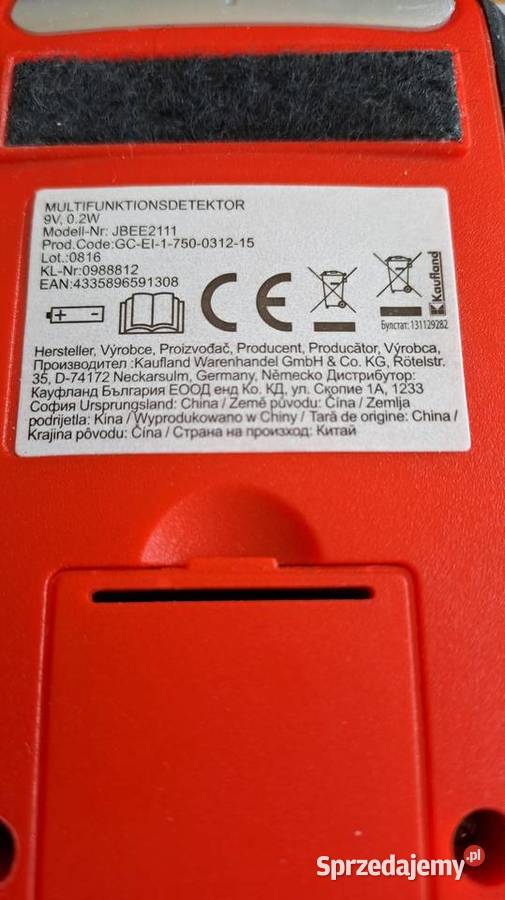 MULTIFUNKTIONSDETEKTOR
9V, 0.2W
Modell-Nr: JBEE2111
Prod.Code:GC-EI-1-750-0312-15
Lot.:0816
KL-Nr:0988812
EAN:4335896591308
Kaufland
Булстат: 131129282
Hersteller, Výrobce, Proizvođač, Producent, Producător, Výrobca,
Производител :Kaufland Warenhandel GmbH & Co. KG, Rötelstr.
35, D-74172 Neckarsulm, Germany, Německo Дистрибутор:
Кауфланд България ЕООД енд Ко. КД, ул. Скопие 1А, 1233
София Ursprungsland: China / Země původu: Čína / Zemlja
podrijetla: Kina / Wyprodukowano w Chiny / Tară de origine: China /
Krajina pôvodu: Čína / Страна на произход: Китай
Sprzedajemy.pl